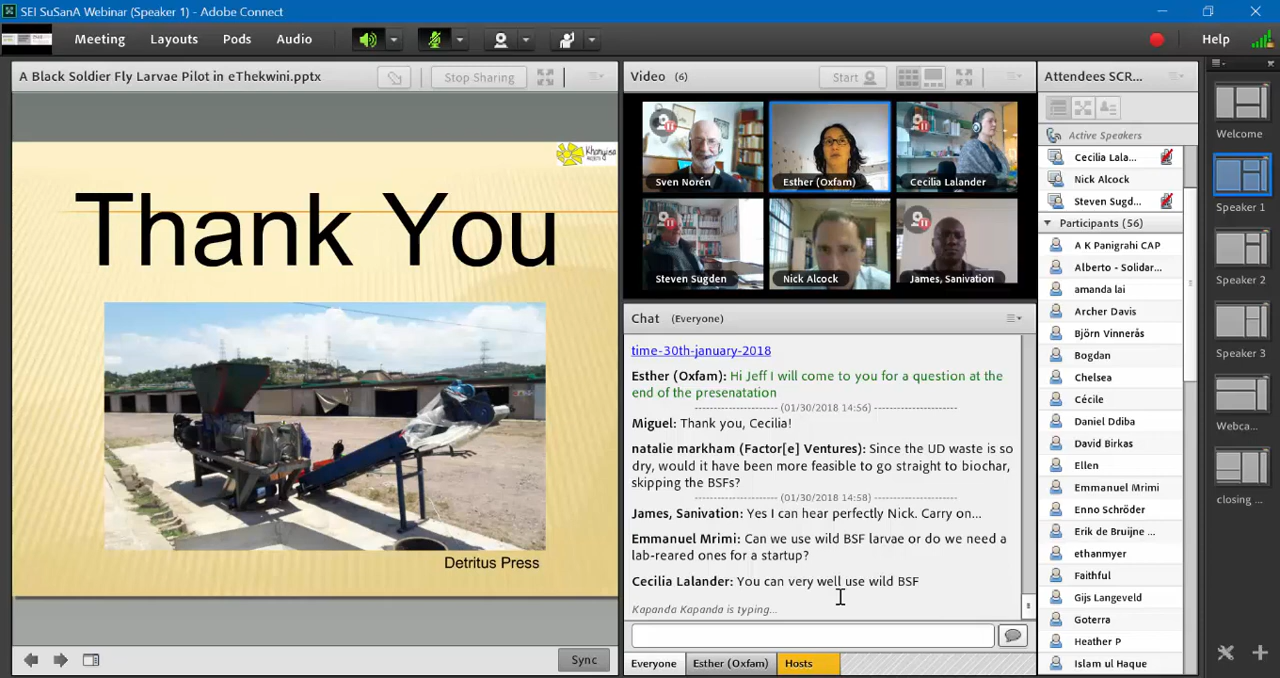 SEI SuSanA Webinar (Speaker 1) - Adobe Connect
Meeting Layouts Pods Audio Help
A Black Soldier Fly Larvae Pilot in eThekwini.pptx
Stop Sharing
Khanyisa
PROJECTS
Thank You
Detritus Press
Sync
Video (6)
Start
Sven Norén
Esther (Oxfam)
Cecilia Lalander
Steven Sugden
Nick Alcock
James, Sanivation
Chat (Everyone)
time-30th-january-2018
Esther (Oxfam): Hi Jeff I will come to you for a question at the
end of the presenatation
------------------ (01/30/2018 14:56) ------------------
Miguel: Thank you, Cecilia!
natalie markham (Factor[e] Ventures): Since the UD waste is so
dry, would it have been more feasible to go straight to biochar,
skipping the BSFs?
------------------ (01/30/2018 14:58) ------------------
James, Sanivation: Yes I can hear perfectly Nick. Carry on...
Emmanuel Mrimi: Can we use wild BSF larvae or do we need a
lab-reared ones for a startup?
Cecilia Lalander: You can very well use wild BSF
Kapanda Kapanda is typing...
Everyone
Esther (Oxfam)
Hosts
Attendees SCR...
Active Speakers
Cecilia Lala...
Nick Alcock
Steven Sugd...
Participants (56)
A K Panigrahi CAP
Alberto - Solidar...
amanda lai
Archer Davis
Björn Vinnerås
Bogdan
Chelsea
Cécile
Daniel Ddiba
David Birkas
Ellen
Emmanuel Mrimi
Enno Schröder
Erik de Bruijne ...
ethanmyer
Faithful
Gijs Langeveld
Goterra
Heather P
Islam ul Haque
Welcome
Speaker 1
Speaker 2
Speaker 3
Webca...
closing ...